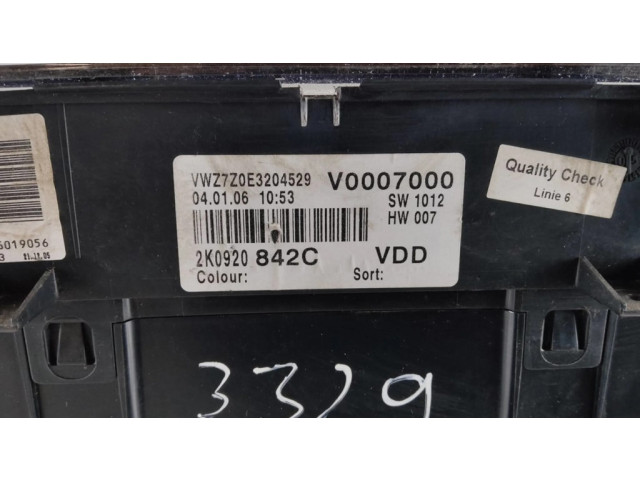 VWZ7Z0E3204529 V0007000
04.01.06 10:53 SW 1012
HW 007
2K0920 842C VDD
Colour: Sort:
Quality Check
Linie 6
6019056
3329